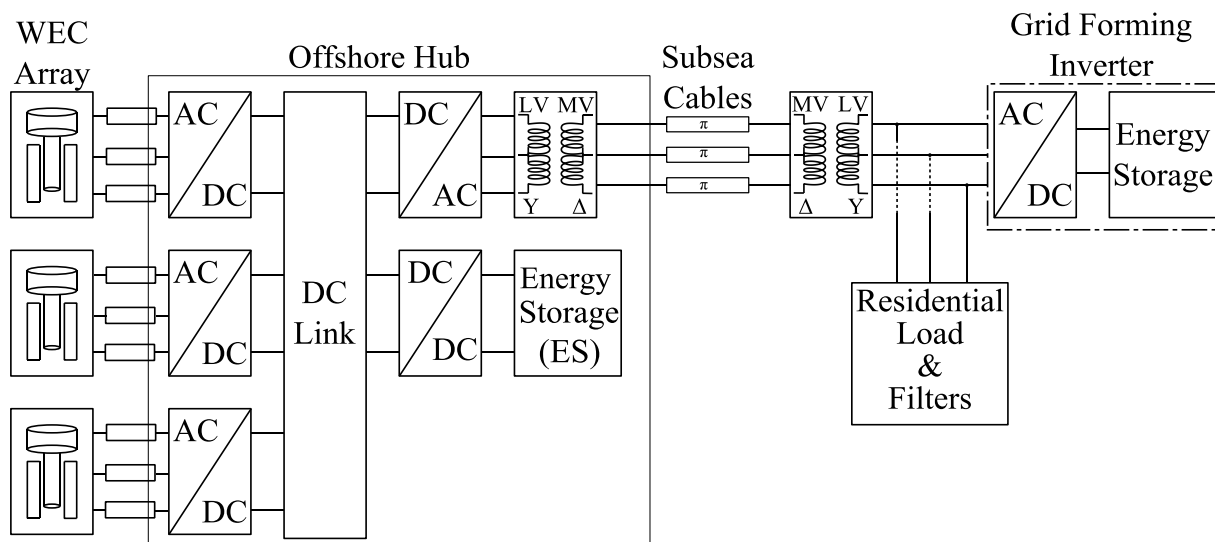 WEC
Array
Offshore Hub
Subsea
Cables
Grid Forming
Inverter
AC
DC
DC
AC
LV MV
Y Δ
π
π
π
MV LV
Δ Y
AC
DC
Energy
Storage
AC
DC
DC
Link
DC
DC
Energy
Storage
(ES)
Residential
Load
&
Filters
AC
DC